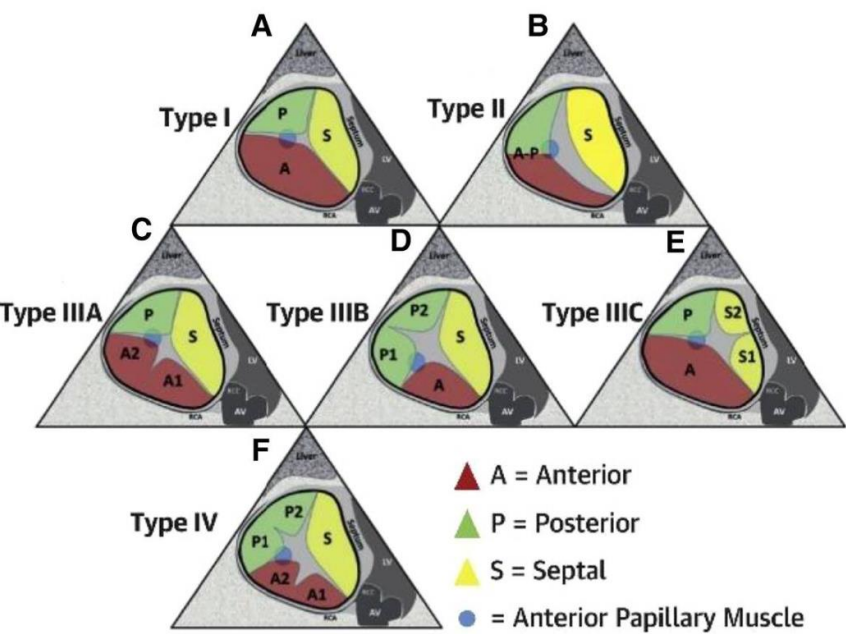 A
B
Liver
Liver
Type I
P
S
Septum
A
LV
RCC
AV
RCA
Type II
A-P
S
Septum
LV
RCC
AV
RCA
C
D
E
Liver
Liver
Liver
Type IIIA
P
S
Septum
A2
A1
LV
RCC
AV
RCA
Type IIIB
P2
S
Septum
P1
A
LV
RCC
AV
RCA
Type IIIC
P
S2
Septum
S1
A
RCC
AV
RCA
F
Liver
Type IV
P2
S
Septum
P1
A2
A1
LV
RCC
AV
RCA
A = Anterior
P = Posterior
S = Septal
= Anterior Papillary Muscle